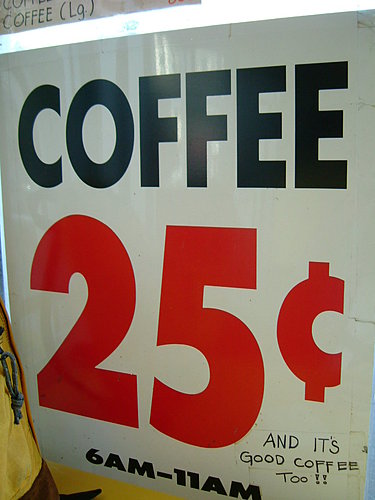 COFFEE (Lg.)
COFFEE
25¢
6AM–11AM
AND IT'S
GOOD COFFEE
TOO!!